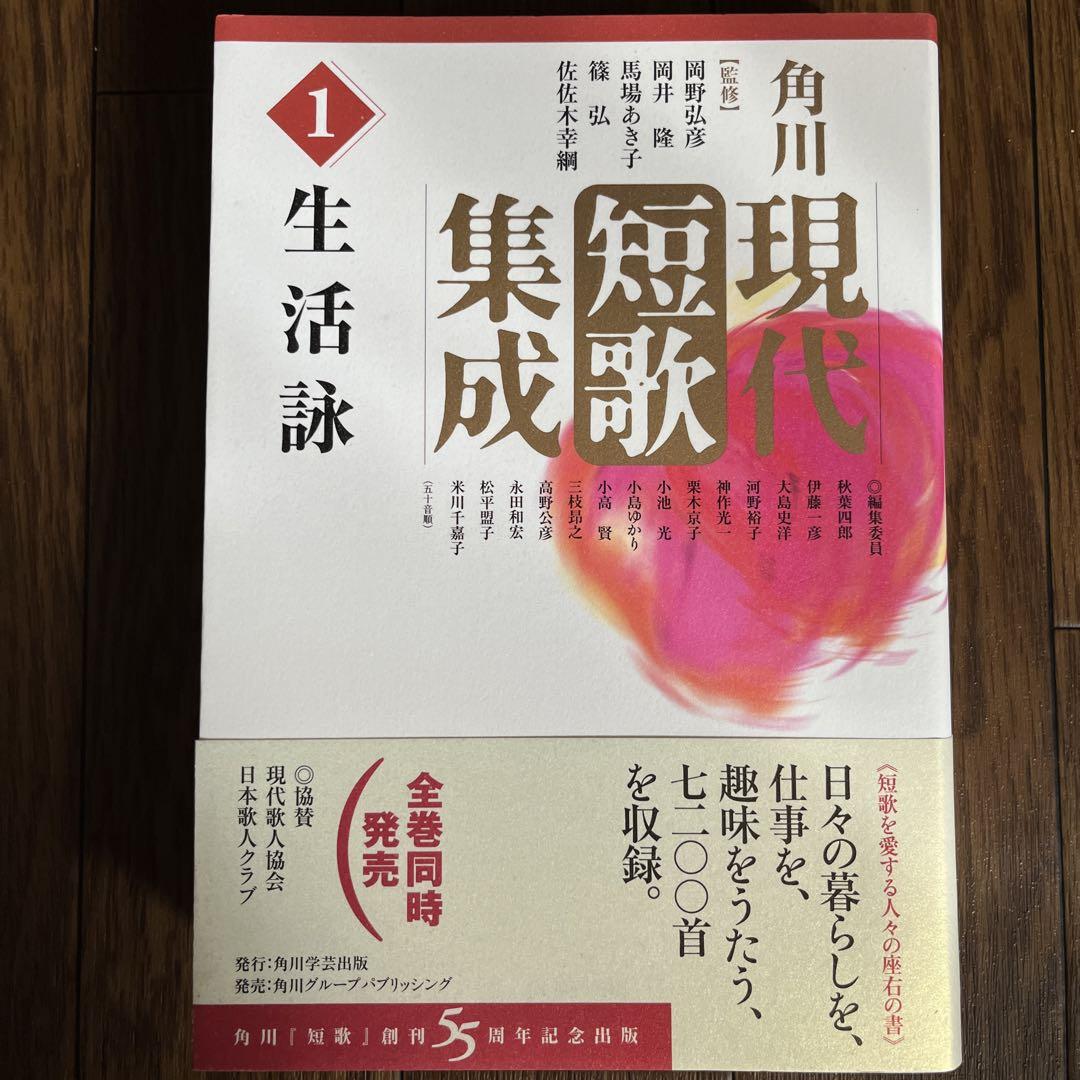 角川
現代
短歌
集成
【監修】
岡野弘彦
岡井 隆
馬場あき子
篠 弘
佐佐木幸綱
1
生活詠
◎編集委員
秋葉四郎
伊藤一彦
大島史洋
河野裕子
神作光一
栗木京子
小池 光
小島ゆかり
小高 賢
三枝昻之
高野公彦
永田和宏
松平盟子
米川千嘉子
(五十音順)
《短歌を愛する人々の座右の書》
日々の暮らしを、
仕事を、
趣味をうたう、
七二〇〇首
を収録。
全巻同時
発売
◎協賛
現代歌人協会
日本歌人クラブ
発行:角川学芸出版
発売:角川グループパブリッシング
角川『短歌』創刊55周年記念出版